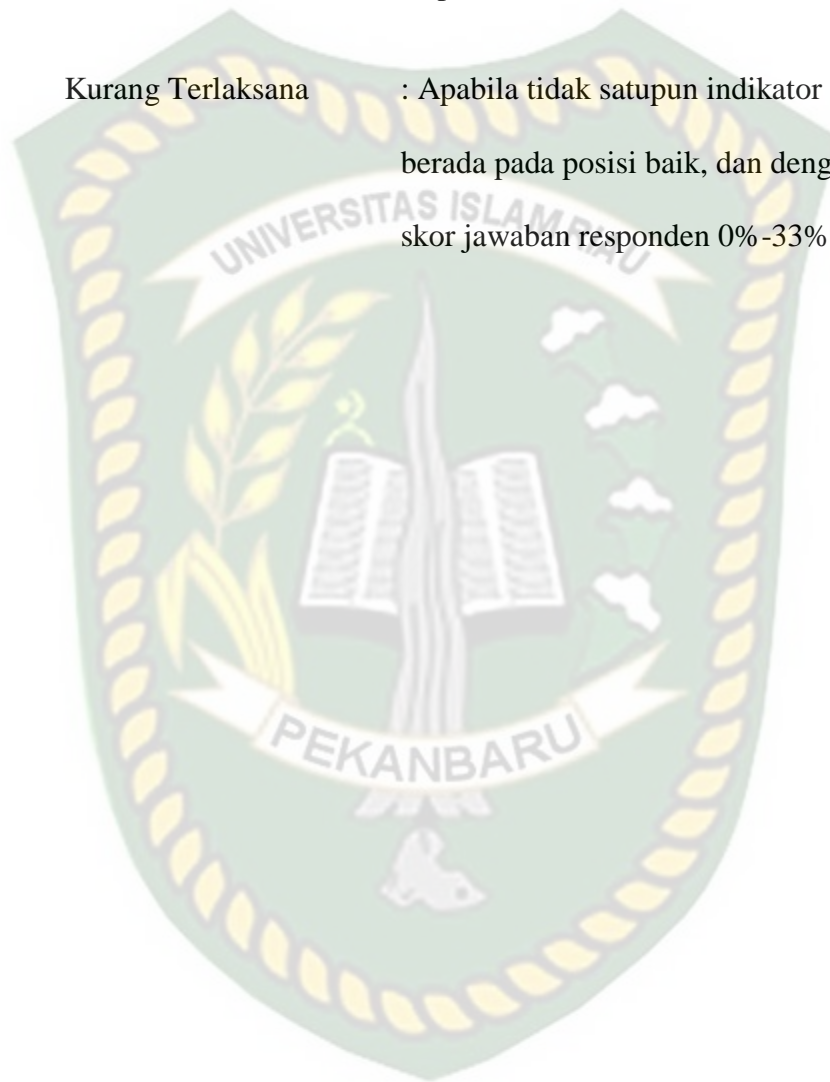 Kurang Terlaksana : Apabila tidak satupun indikator
berada pada posisi baik, dan deng
skor jawaban responden 0%-33%
UNIVERSITAS ISLAM RIAU
PEKANBARU